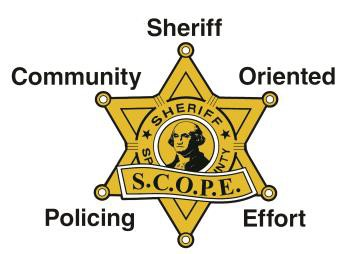 Sheriff
Community Oriented
SHERIFF
S.C.O.P.E.
Policing Effort